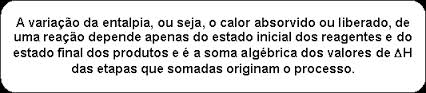 A variação da entalpia, ou seja, o calor absorvido ou liberado, de
uma reação depende apenas do estado inicial dos reagentes e do
estado final dos produtos e é a soma algébrica dos valores de ΔH
das etapas que somadas originam o processo.